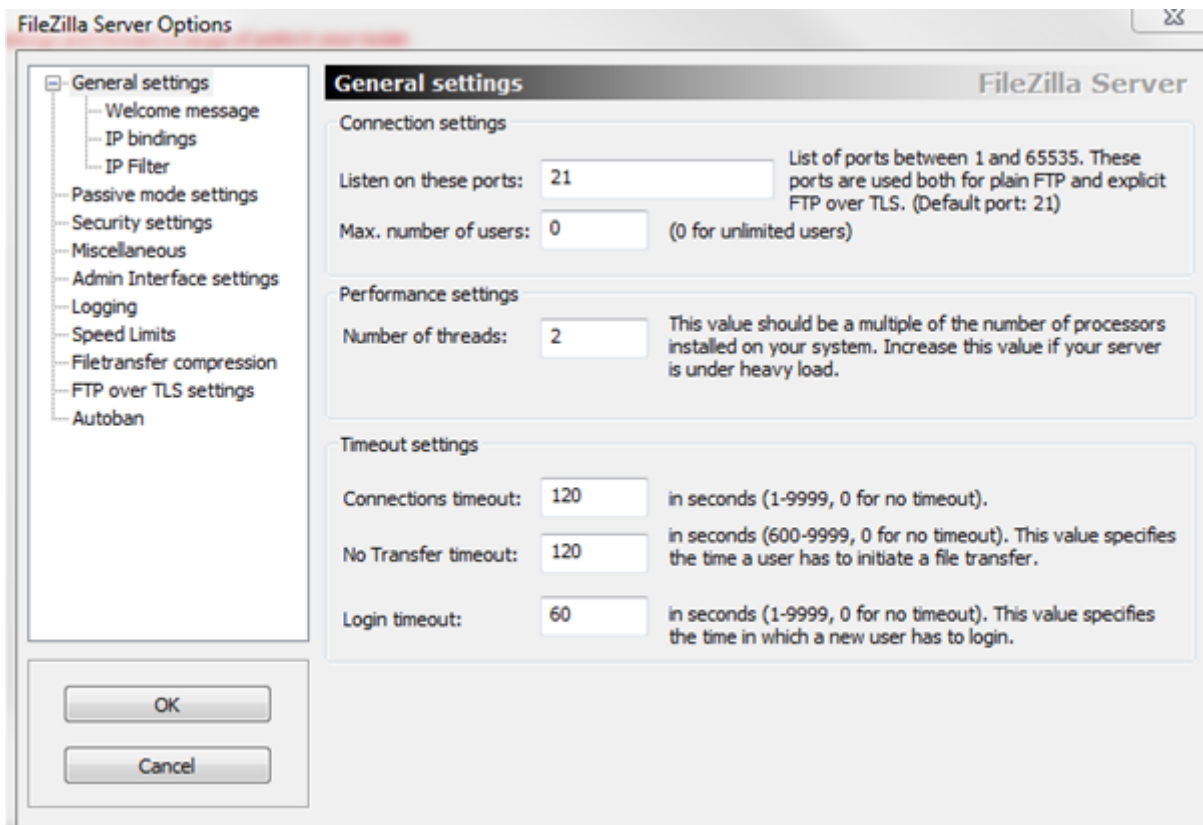 FileZilla Server Options
General settings
Welcome message
IP bindings
IP Filter
Passive mode settings
Security settings
Miscellaneous
Admin Interface settings
Logging
Speed Limits
Filetransfer compression
FTP over TLS settings
Autoban
OK
Cancel
General settings
FileZilla Server
Connection settings
Listen on these ports: 21
List of ports between 1 and 65535. These
ports are used both for plain FTP and explicit
FTP over TLS. (Default port: 21)
Max. number of users: 0 (0 for unlimited users)
Performance settings
Number of threads: 2
This value should be a multiple of the number of processors
installed on your system. Increase this value if your server
is under heavy load.
Timeout settings
Connections timeout: 120 in seconds (1-9999, 0 for no timeout).
No Transfer timeout: 120
in seconds (600-9999, 0 for no timeout). This value specifies
the time a user has to initiate a file transfer.
Login timeout: 60
in seconds (1-9999, 0 for no timeout). This value specifies
the time in which a new user has to login.